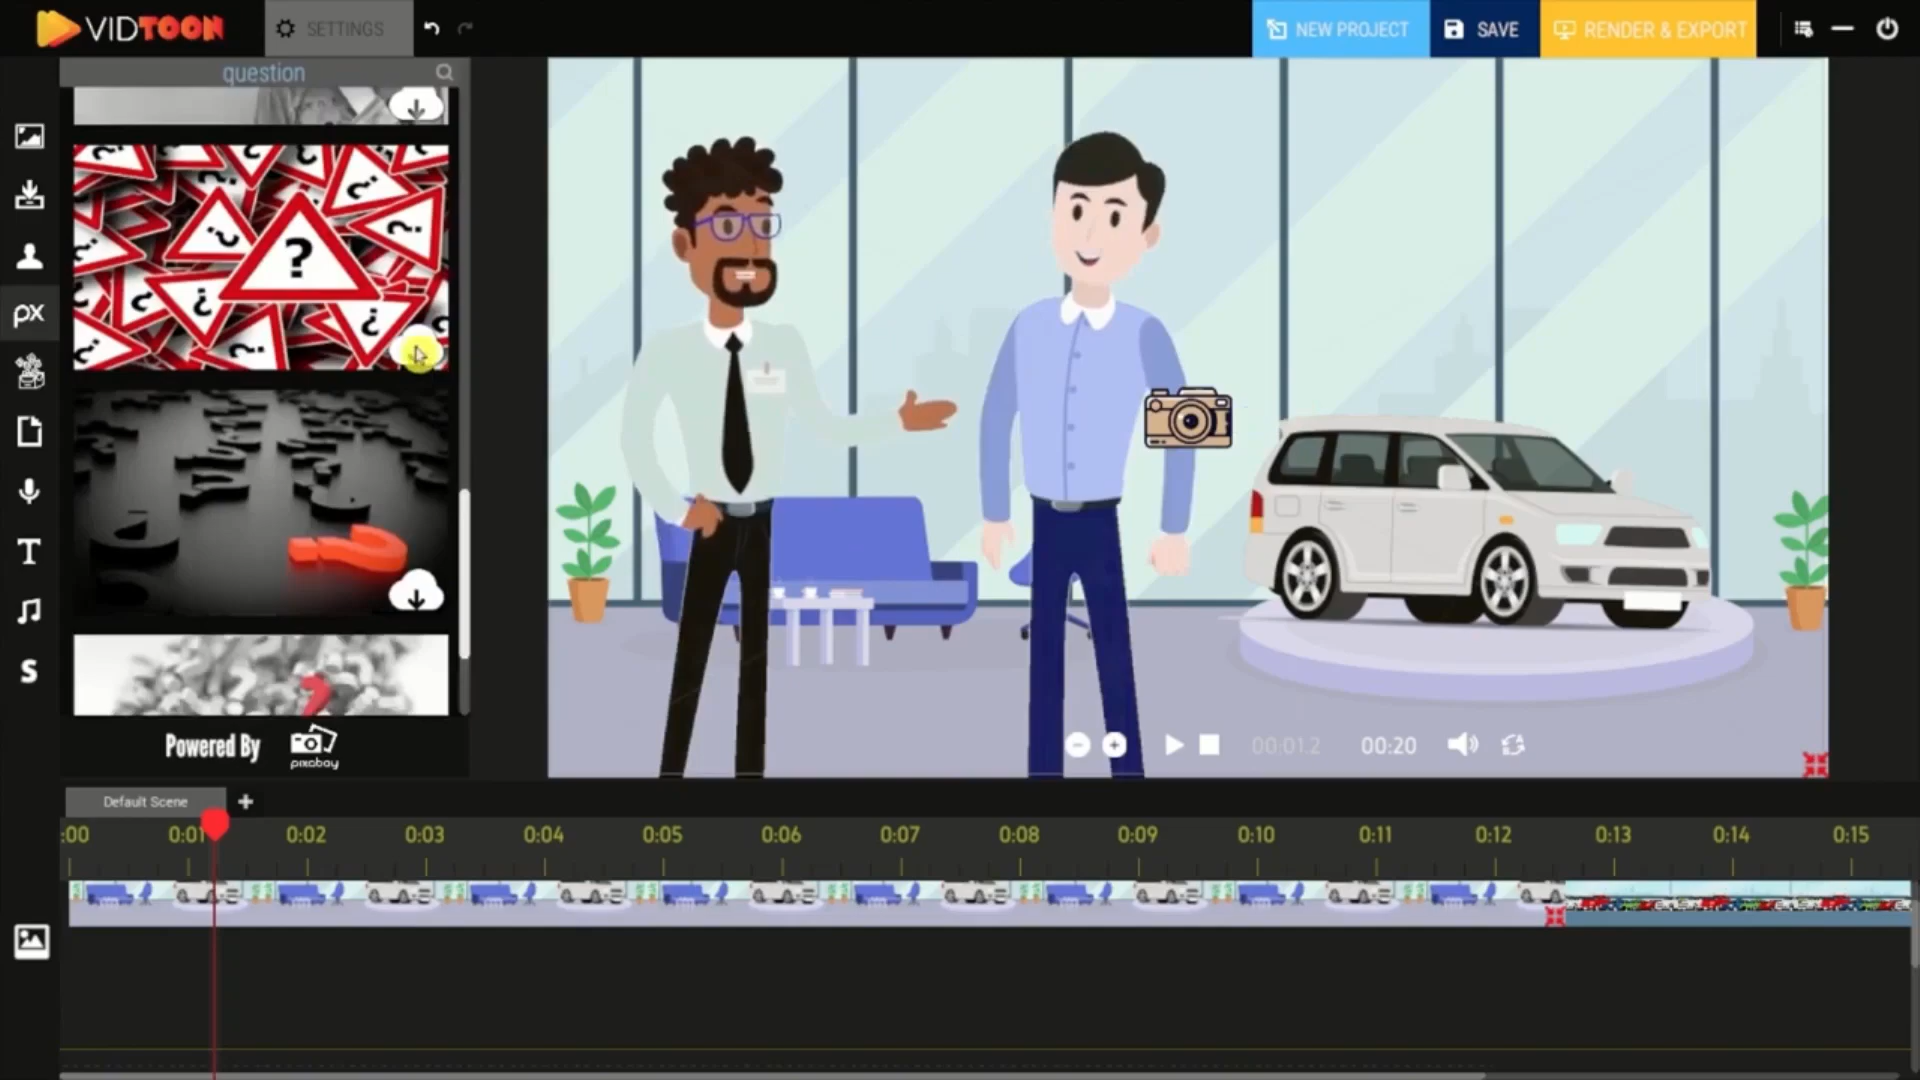 VIDTOON
SETTINGS
NEW PROJECT
SAVE
RENDER & EXPORT
question
px
?
T
S
Powered By
pixabay
00:01.2
00:20
Default Scene
:00
0:01
0:02
0:03
0:04
0:05
0:06
0:07
0:08
0:09
0:10
0:11
0:12
0:13
0:14
0:15